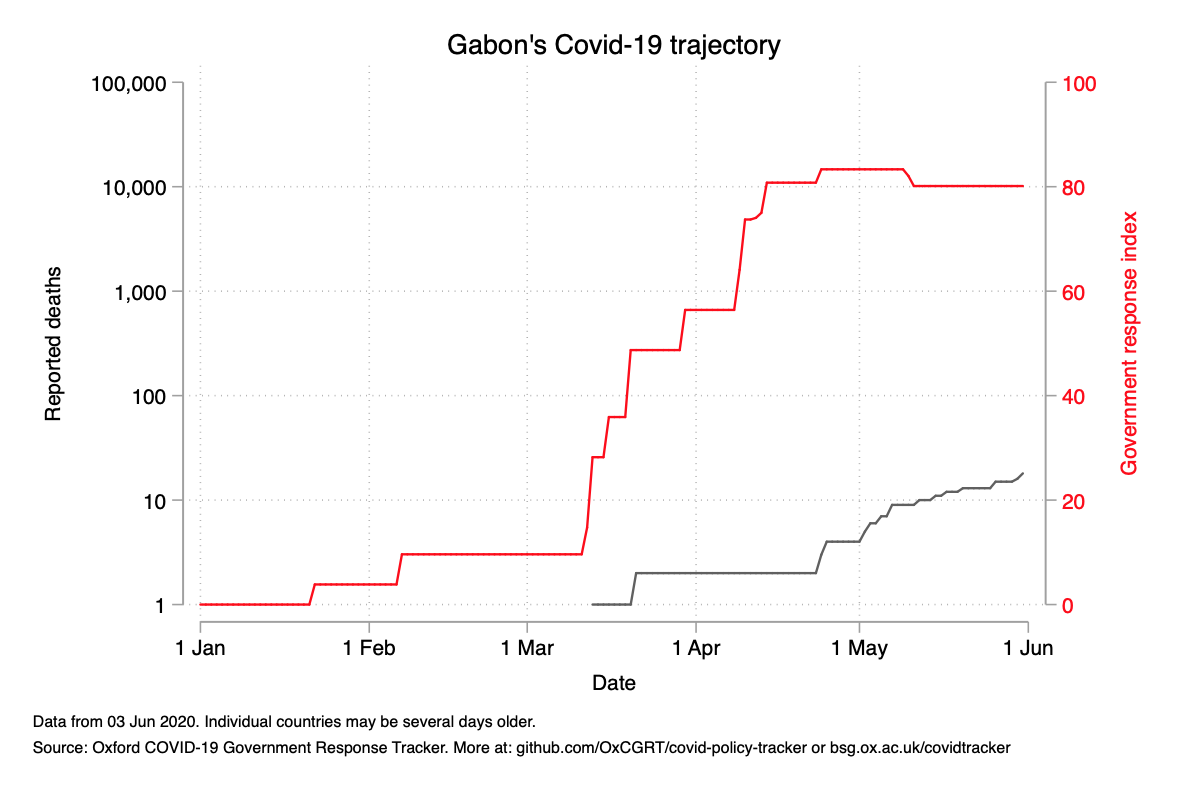 Gabon's Covid-19 trajectory
100,000
10,000
1,000
100
10
1
Reported deaths
100
80
60
40
20
0
Government response index
1 Jan
1 Feb
1 Mar
1 Apr
1 May
1 Jun
Date
Data from 03 Jun 2020. Individual countries may be several days older.
Source: Oxford COVID-19 Government Response Tracker. More at: github.com/OxCGRT/covid-policy-tracker or bsg.ox.ac.uk/covidtracker